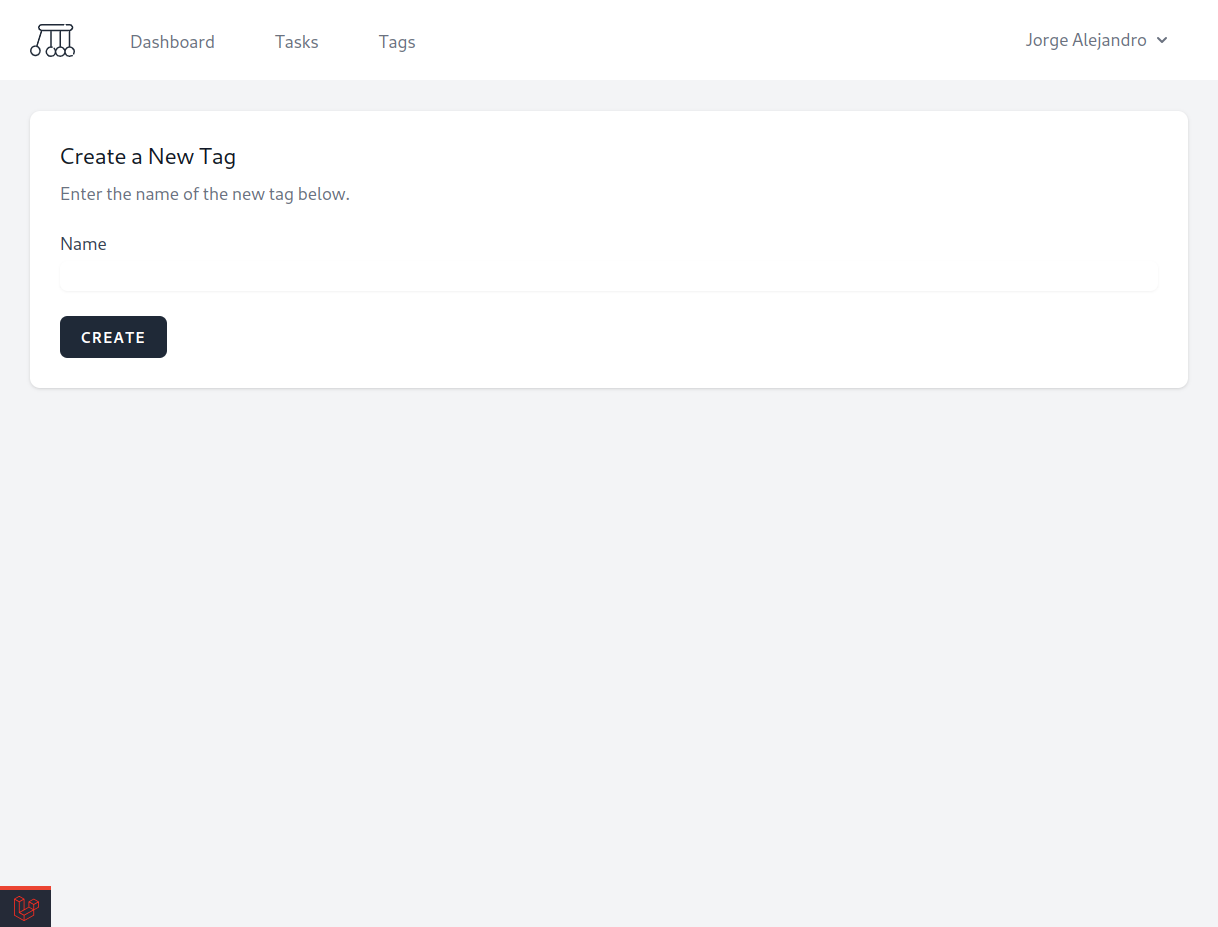 Dashboard Tasks Tags Jorge Alejandro
Create a New Tag
Enter the name of the new tag below.
Name
CREATE